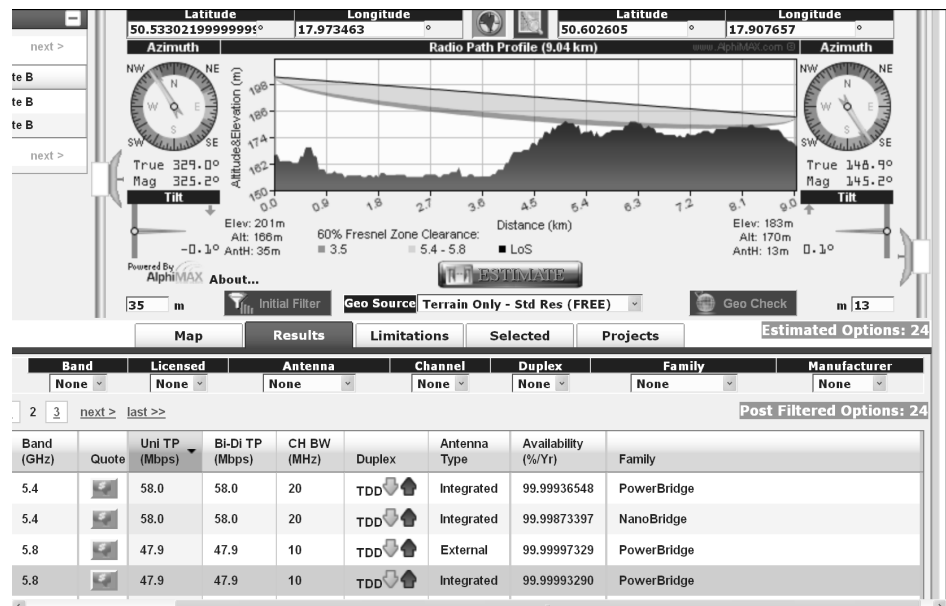 Latitude Longitude Latitude Longitude
50.53302199999995° 17.973463 ° 50.602605 ° 17.907657 °
next >
Azimuth Radio Path Profile (9.04 km) www.AlphiMAX.com © Azimuth
NW N NE W E SW S SE
NW N NE W E SW S SE
te B
te B
te B
next >
True 329.0°
Mag 325.2°
Tilt
-0.1°
Altitude&Elevation (m)
198
186
174
162
150
0.0 0.9 1.8 2.7 3.6 4.5 5.4 6.3 7.2 8.1 9.0
Distance (km)
True 148.9°
Mag 145.2°
Tilt
0.1°
Elev: 201m
Alt: 166m
AntH: 35m
60% Fresnel Zone Clearance:
3.5 5.4 - 5.8 LoS
Elev: 183m
Alt: 170m
AntH: 13m
Powered By
AlphiMAX About...
ESTIMATE
35 m Initial Filter Geo Source Terrain Only - Std Res (FREE) Geo Check m 13
Map Results Limitations Selected Projects Estimated Options: 24
Band Licensed Antenna Channel Duplex Family Manufacturer
None None None None None None None
2 3 next > last >> Post Filtered Options: 24
Band (GHz) Quote Uni TP (Mbps) Bi-Di TP (Mbps) CH BW (MHz) Duplex Antenna Type Availability (%/Yr) Family
5.4 58.0 58.0 20 TDD Integrated 99.99936548 PowerBridge
5.4 58.0 58.0 20 TDD Integrated 99.99873397 NanoBridge
5.8 47.9 47.9 10 TDD External 99.99997329 PowerBridge
5.8 47.9 47.9 10 TDD Integrated 99.99993290 PowerBridge